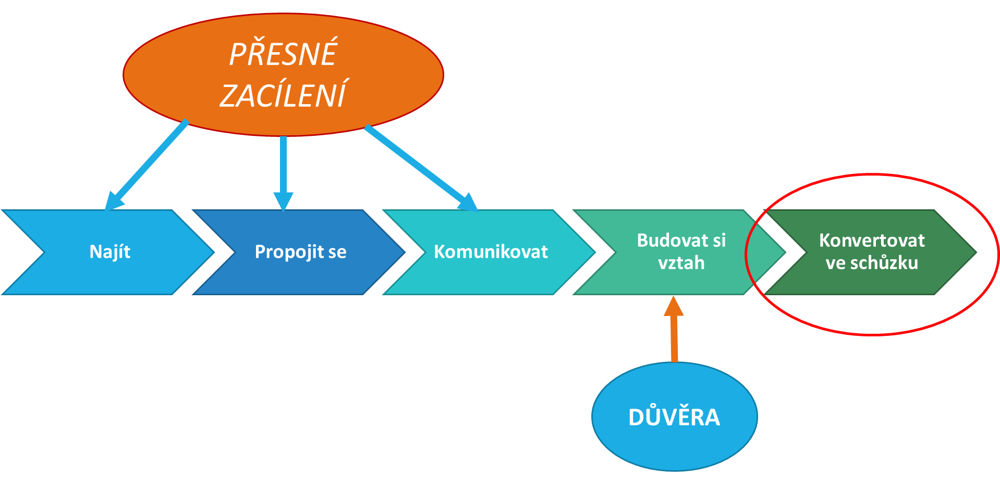 PŘESNÉ
ZACÍLENÍ
Najít
Propojit se
Komunikovat
Budovat si
vztah
Konvertovat
ve schůzku
DŮVĚRA